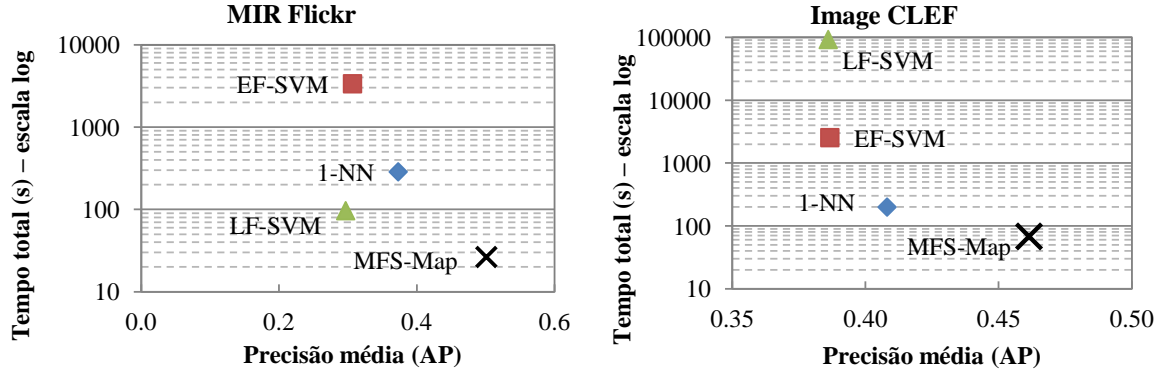 MIR Flickr
Tempo total (s) – escala log
10000
1000
100
10
EF-SVM
1-NN
LF-SVM
MFS-Map
0.0 0.2 0.4 0.6
Precisão média (AP)
Image CLEF
Tempo total (s) – escala log
100000
10000
1000
100
10
LF-SVM
EF-SVM
1-NN
MFS-Map
0.35 0.40 0.45 0.50
Precisão média (AP)